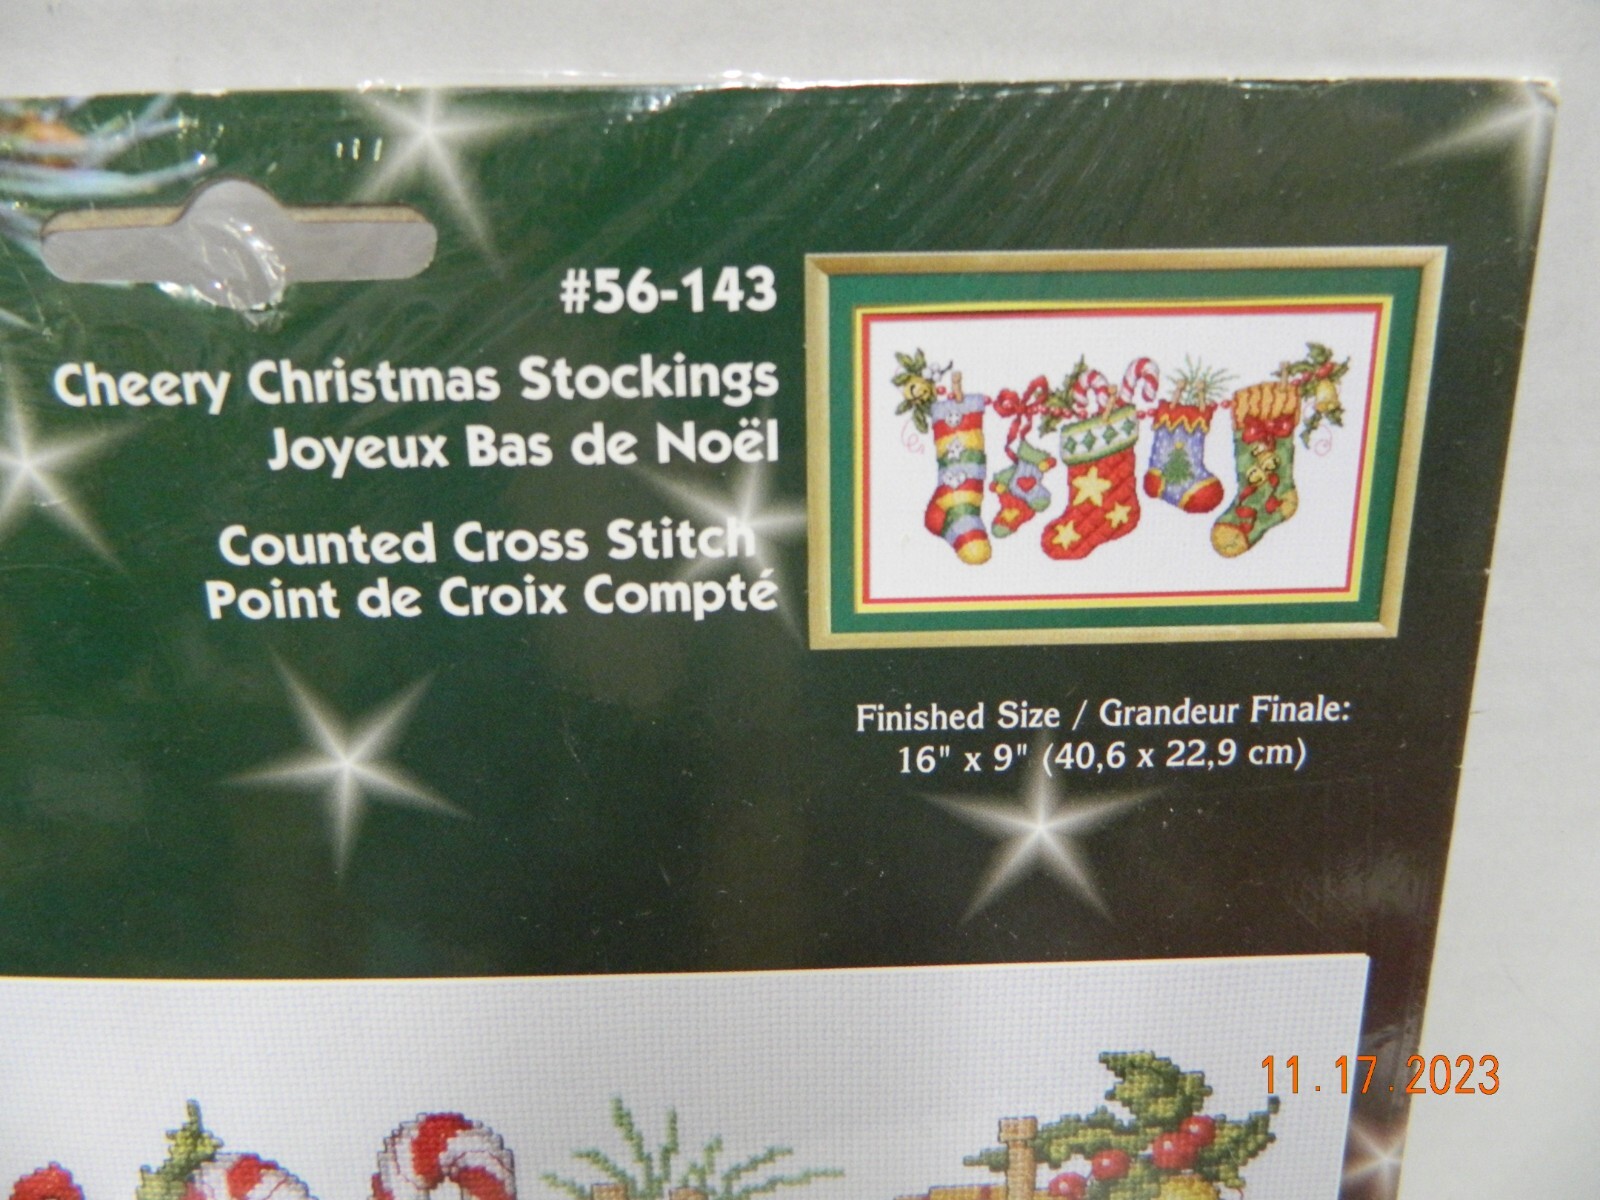 #56-143
Cheery Christmas Stockings
Joyeux Bas de Noël
Counted Cross Stitch
Point de Croix Compté
Finished Size / Grandeur Finale:
16" x 9" (40,6 x 22,9 cm)
11.17.2023